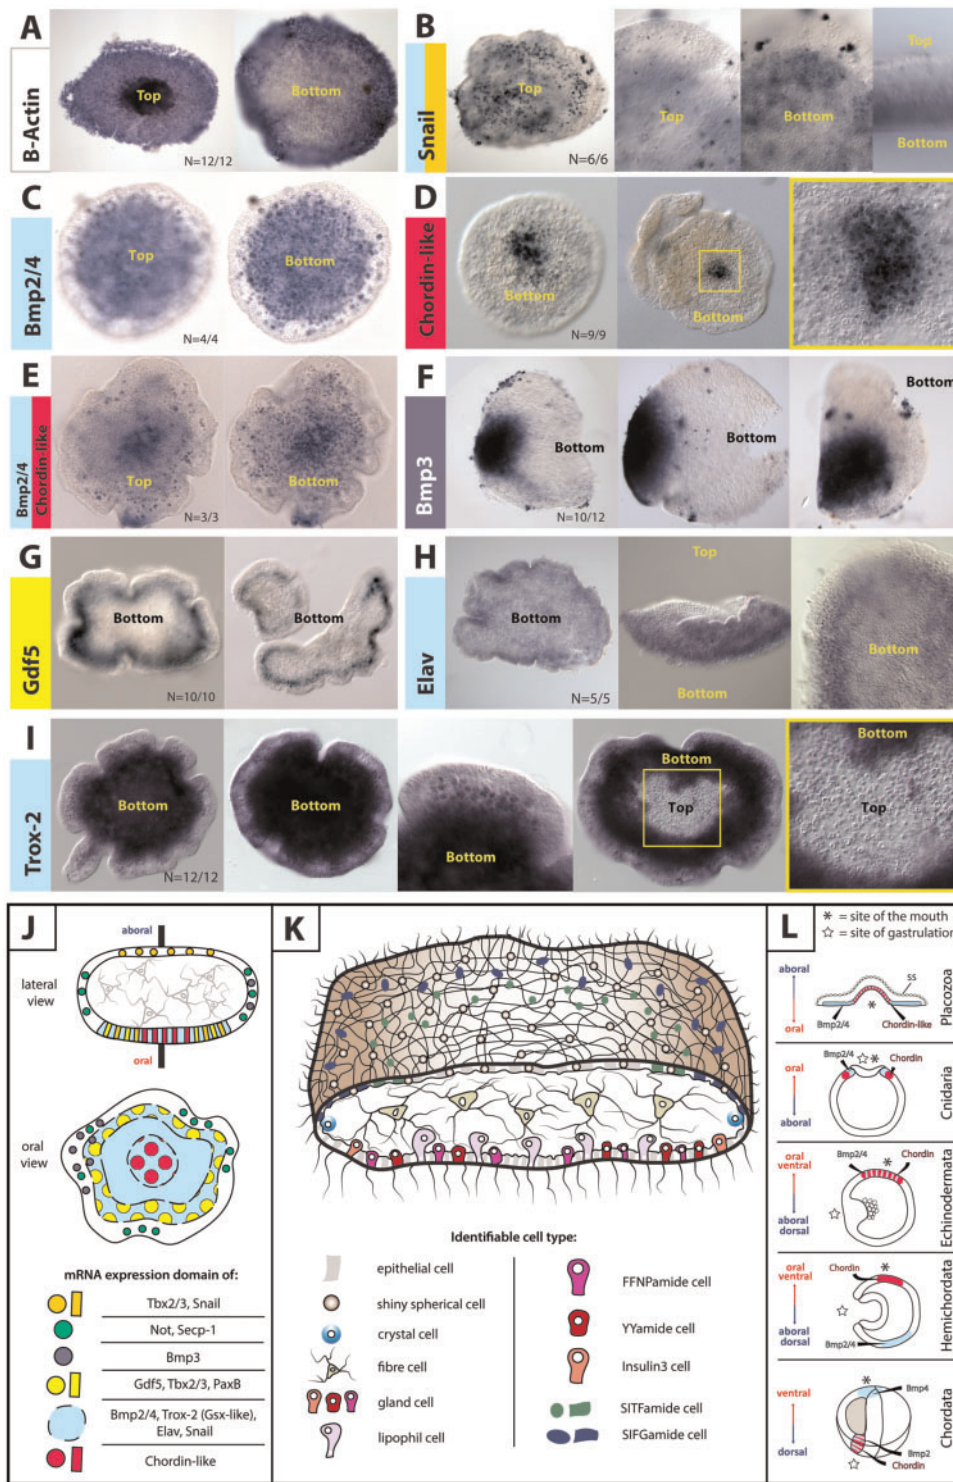 A
B-Actin
Top
Bottom
N=12/12
B
Snail
Top
N=6/6
Top
Bottom
Top
Bottom
C
Bmp2/4
Top
N=4/4
Bottom
D
Chordin-like
Bottom
N=9/9
Bottom
E
Bmp2/4
Chordin-like
Top
N=3/3
Bottom
F
Bmp3
Bottom
N=10/12
Bottom
Bottom
G
Gdf5
Bottom
N=10/10
Bottom
H
Elav
Bottom
N=5/5
Top
Bottom
Bottom
I
Trox-2
Bottom
N=12/12
Bottom
Bottom
Bottom
Top
Bottom
Top
J
aboral
lateral
view
oral
oral
view
mRNA expression domain of:
Tbx2/3, Snail
Not, Secp-1
Bmp3
Gdf5, Tbx2/3, PaxB
Bmp2/4, Trox-2 (Gsx-like),
Elav, Snail
Chordin-like
K
Identifiable cell type:
epithelial cell
shiny spherical cell
crystal cell
fibre cell
gland cell
lipophil cell
FFNPamide cell
YYamide cell
Insulin3 cell
SITFamide cell
SIFGamide cell
L
* = site of the mouth
☆ = site of gastrulation
aboral
oral
ss
*
Bmp2/4
Chordin-like
Placozoa
oral
aboral
Bmp2/4
☆ *
Chordin
Cnidaria
oral
ventral
aboral
dorsal
Bmp2/4
*
Chordin
☆
Echinodermata
oral
ventral
aboral
dorsal
Chordin
*
☆
Bmp2/4
Hemichordata
ventral
dorsal
*
Bmp4
Bmp2
Chordin
☆
Chordata